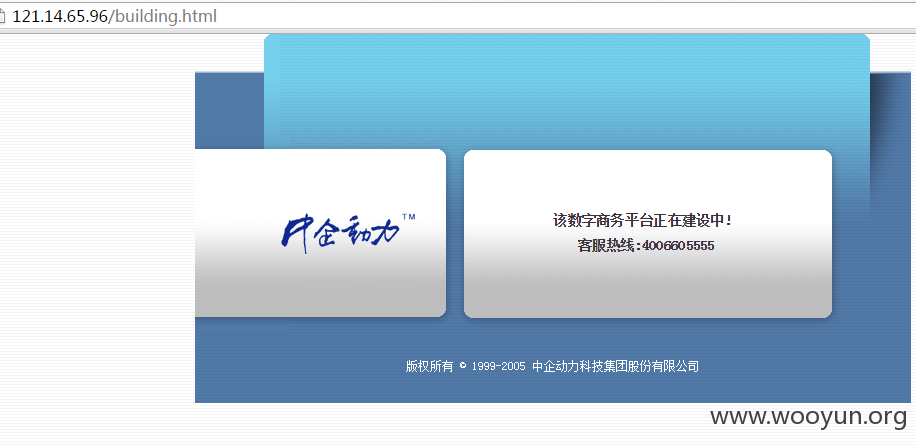 121.14.65.96/building.html
中企动力™
该数字商务平台正在建设中!
客服热线:4006605555
版权所有 © 1999-2005 中企动力科技集团股份有限公司
www.wooyun.org